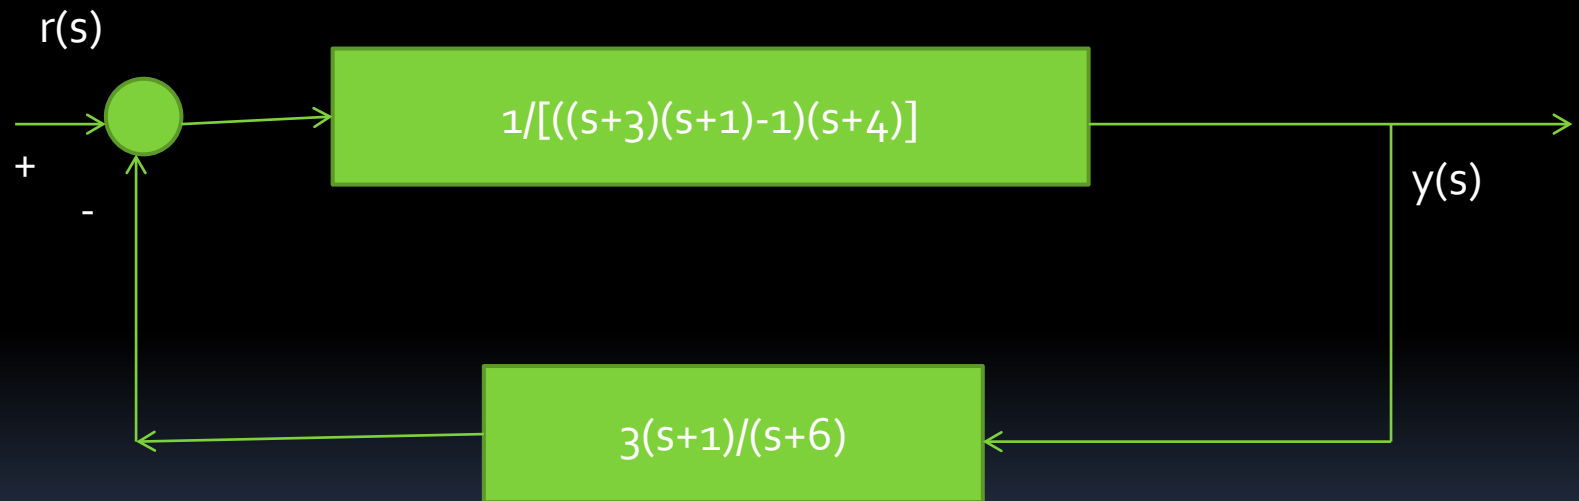 r(s)
1/[((s+3)(s+1)-1)(s+4)]
+
y(s)
-
3(s+1)/(s+6)